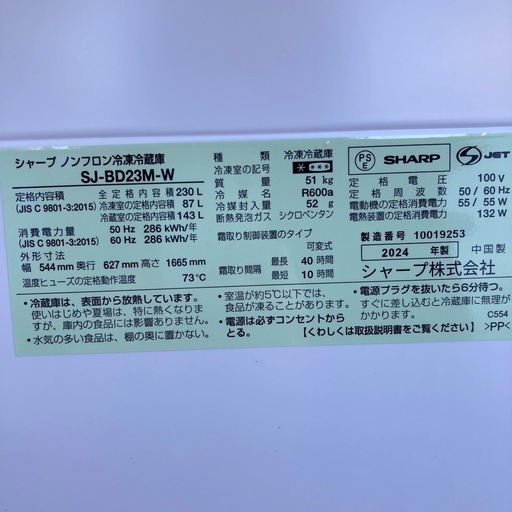 シャープ ノンフロン冷凍冷蔵庫
SJ-BD23M-W
定格内容積 全定格内容積 230 L
(JIS C 9801-3:2015) 冷凍室の定格内容積 87 L
冷蔵室の定格内容積 143 L
消費電力量 50 Hz 286 kWh/年
(JIS C 9801-3:2015) 60 Hz 286 kWh/年
外形寸法
幅 544 mm 奥行 627 mm 高さ 1665 mm
温度ヒューズの定格動作温度 73℃
種類 冷凍冷蔵庫
冷凍室の記号
質量 51 kg
冷媒 R600a
冷媒封入量 52 g
断熱発泡ガス シクロペンタン
霜取り制御装置のタイプ
可変式
霜取り間隔 最長 40 時間
最短 10 時間
PSE SHARP S JET
定格電圧 100 V
定格周波数 50 / 60 Hz
電動機の定格消費電力 55 / 55 W
電熱装置の定格消費電力 132 W
製造番号 10019253
2024 年製 中国製
シャープ株式会社
・冷蔵庫は、表面から放熱しています。
使いはじめや夏場は、特に熱くなりま
すが、庫内の食品には影響ありません。
・水気の多い食品は、棚の奥に置かない。
・室温が約5℃以下では、
食品が凍ることがあります。
・電源は必ずコンセントから
とる。
・電源プラグを抜いたら6分待つ。
すぐに差し込むと冷蔵庫に無理が
かかります。
【くわしくは取扱説明書をご覧ください】
C554
>PP<